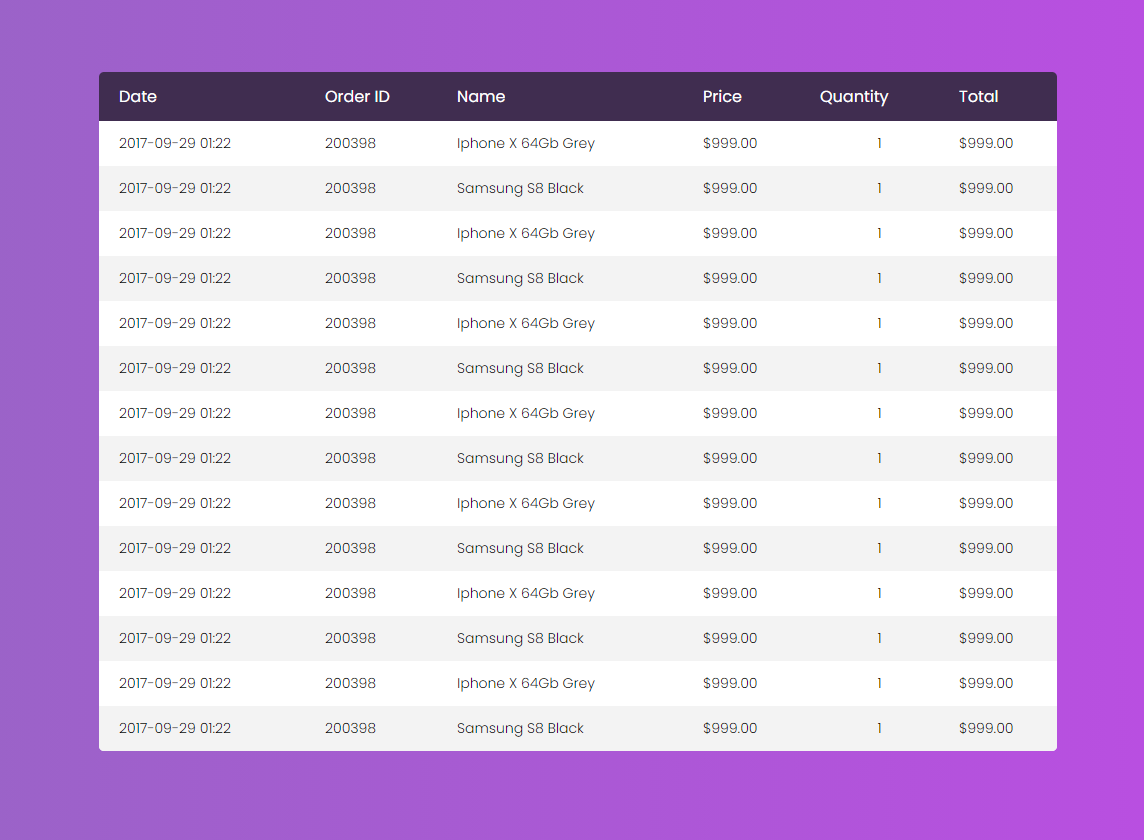 Date Order ID Name Price Quantity Total
2017-09-29 01:22 200398 Iphone X 64Gb Grey $999.00 1 $999.00
2017-09-29 01:22 200398 Samsung S8 Black $999.00 1 $999.00
2017-09-29 01:22 200398 Iphone X 64Gb Grey $999.00 1 $999.00
2017-09-29 01:22 200398 Samsung S8 Black $999.00 1 $999.00
2017-09-29 01:22 200398 Iphone X 64Gb Grey $999.00 1 $999.00
2017-09-29 01:22 200398 Samsung S8 Black $999.00 1 $999.00
2017-09-29 01:22 200398 Iphone X 64Gb Grey $999.00 1 $999.00
2017-09-29 01:22 200398 Samsung S8 Black $999.00 1 $999.00
2017-09-29 01:22 200398 Iphone X 64Gb Grey $999.00 1 $999.00
2017-09-29 01:22 200398 Samsung S8 Black $999.00 1 $999.00
2017-09-29 01:22 200398 Iphone X 64Gb Grey $999.00 1 $999.00
2017-09-29 01:22 200398 Samsung S8 Black $999.00 1 $999.00
2017-09-29 01:22 200398 Iphone X 64Gb Grey $999.00 1 $999.00
2017-09-29 01:22 200398 Samsung S8 Black $999.00 1 $999.00